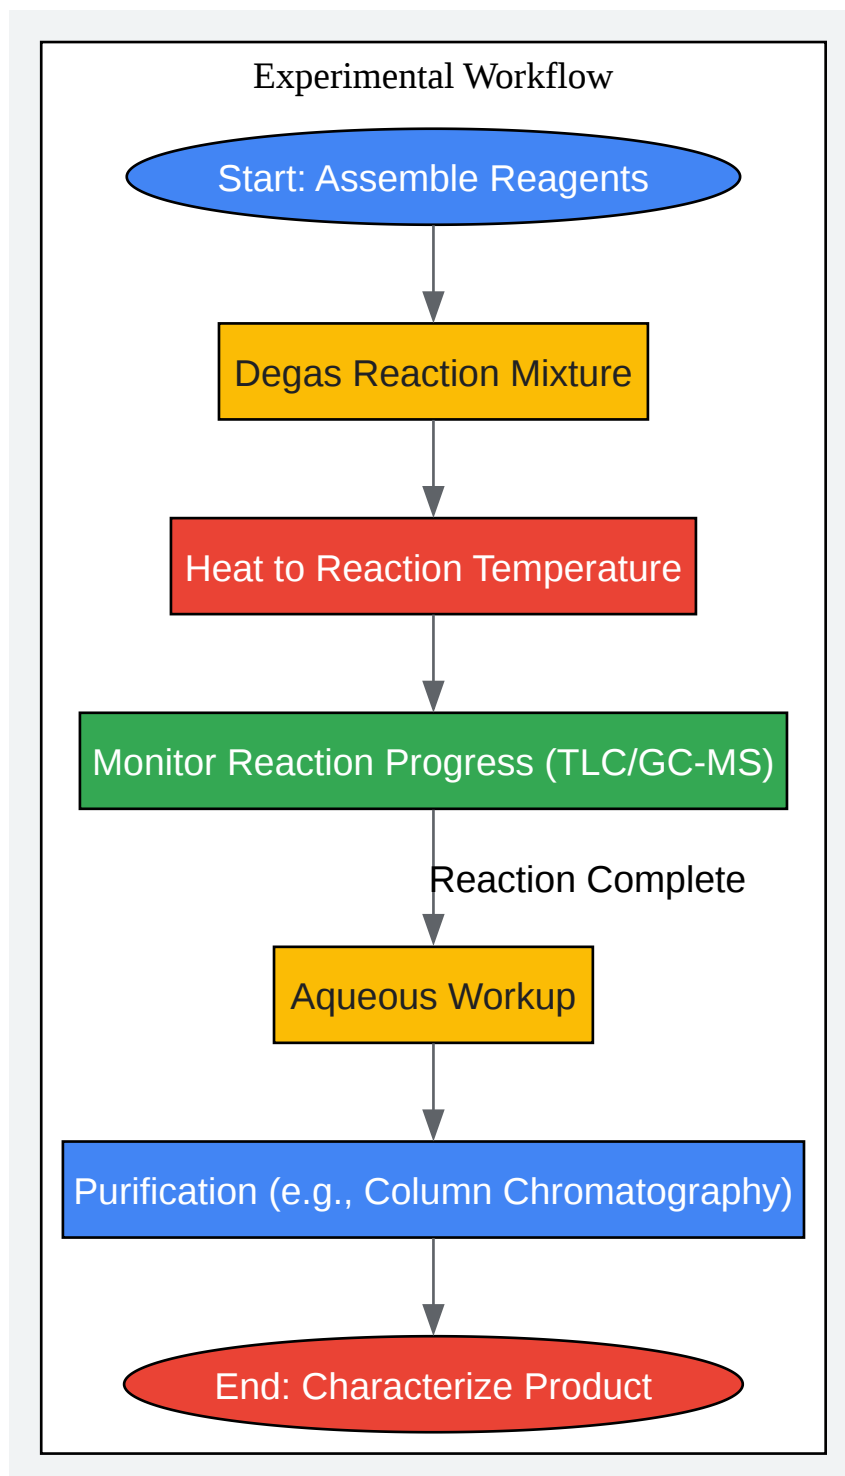 Experimental Workflow
Start: Assemble Reagents
Degas Reaction Mixture
Heat to Reaction Temperature
Monitor Reaction Progress (TLC/GC-MS)
Reaction Complete
Aqueous Workup
Purification (e.g., Column Chromatography)
End: Characterize Product